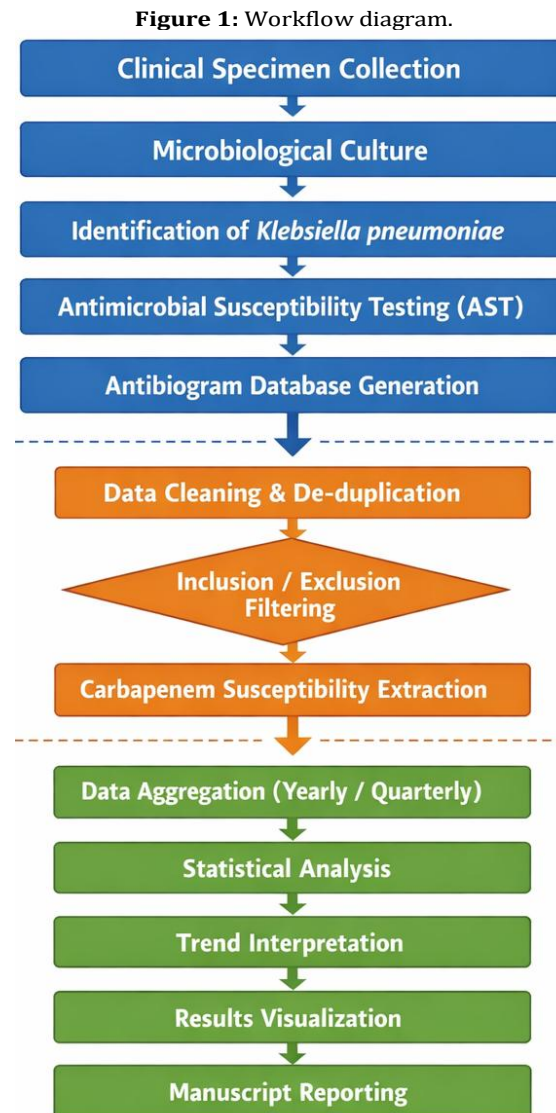 Figure 1: Workflow diagram.
Clinical Specimen Collection
Microbiological Culture
Identification of Klebsiella pneumoniae
Antimicrobial Susceptibility Testing (AST)
Antibiogram Database Generation
Data Cleaning & De-duplication
Inclusion / Exclusion
Filtering
Carbapenem Susceptibility Extraction
Data Aggregation (Yearly / Quarterly)
Statistical Analysis
Trend Interpretation
Results Visualization
Manuscript Reporting